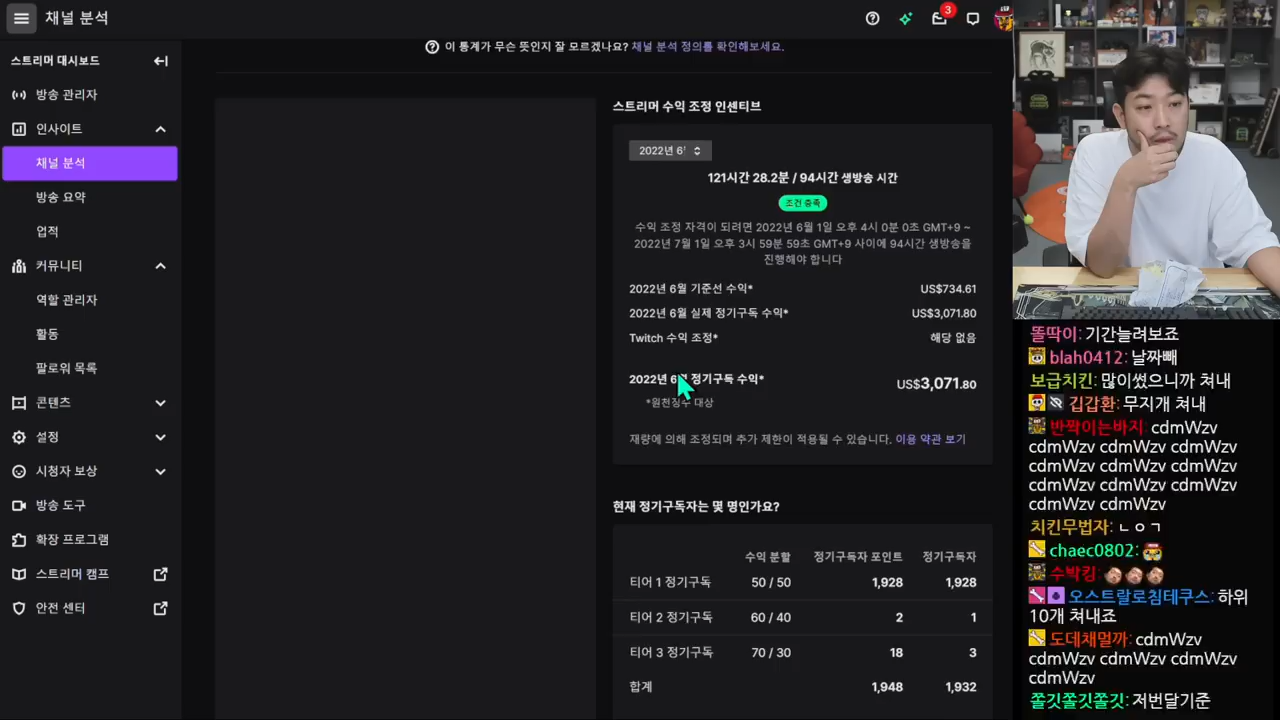 채널 분석
3
이 통계가 무슨 뜻인지 잘 모르겠나요? 채널 분석 정의를 확인해보세요.
스트리머 대시보드
방송 관리자
인사이트
채널 분석
방송 요약
업적
커뮤니티
역할 관리자
활동
팔로워 목록
콘텐츠
설정
시청자 보상
방송 도구
확장 프로그램
스트리머 캠프
안전 센터
스트리머 수익 조정 인센티브
2022년 6
121시간 28.2분 / 94시간 생방송 시간
조건 충족
수익 조정 자격이 되려면 2022년 6월 1일 오후 4시 0분 0초 GMT+9 ~
2022년 7월 1일 오후 3시 59분 59초 GMT+9 사이에 94시간 생방송을
진행해야 합니다
2022년 6월 기준선 수익* US$734.61
2022년 6월 실제 정기구독 수익* US$3,071.80
Twitch 수익 조정* 해당 없음
2022년 6월 정기구독 수익* US$3,071.80
*원천징수 대상
재량에 의해 조정되며 추가 제한이 적용될 수 있습니다. 이용 약관 보기
현재 정기구독자는 몇 명인가요?
수익 분할 정기구독자 포인트 정기구독자
티어 1 정기구독 50 / 50 1,928 1,928
티어 2 정기구독 60 / 40 2 1
티어 3 정기구독 70 / 30 18 3
합계 1,948 1,932
똘딱이: 기간늘려보죠
blah0412: 날짜빼
보급치킨: 많이썼으니까 쳐내
김갑환: 무지개 쳐내
반짝이는바지: cdmWzv
cdmWzv cdmWzv cdmWzv
cdmWzv cdmWzv cdmWzv
cdmWzv cdmWzv cdmWzv
cdmWzv cdmWzv
치킨무법자: ㄴㅇㄱ
chaec0802:
수박킹:
오스트랄로침테쿠스: 하위
10개 쳐내죠
도데체멀까: cdmWzv
cdmWzv cdmWzv cdmWzv
cdmWzv
쫄깃쫄깃쫄깃: 저번달기준